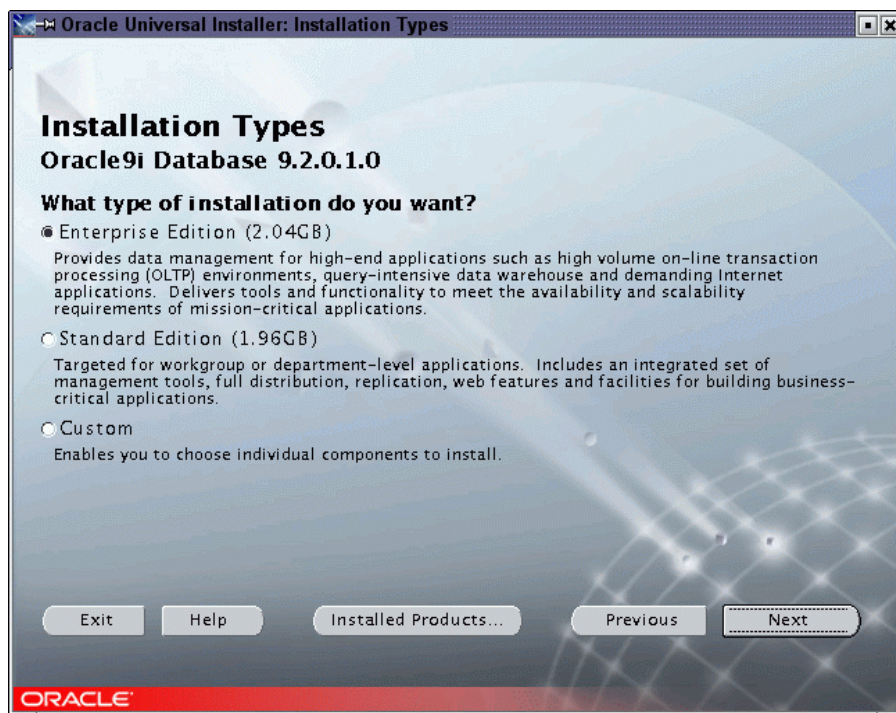 Oracle Universal Installer: Installation Types
Installation Types
Oracle9i Database 9.2.0.1.0
What type of installation do you want?
Enterprise Edition (2.04GB)
Provides data management for high-end applications such as high volume on-line transaction
processing (OLTP) environments, query-intensive data warehouse and demanding Internet
applications. Delivers tools and functionality to meet the availability and scalability
requirements of mission-critical applications.
Standard Edition (1.96GB)
Targeted for workgroup or department-level applications. Includes an integrated set of
management tools, full distribution, replication, web features and facilities for building business-
critical applications.
Custom
Enables you to choose individual components to install.
Exit Help Installed Products... Previous Next
ORACLE